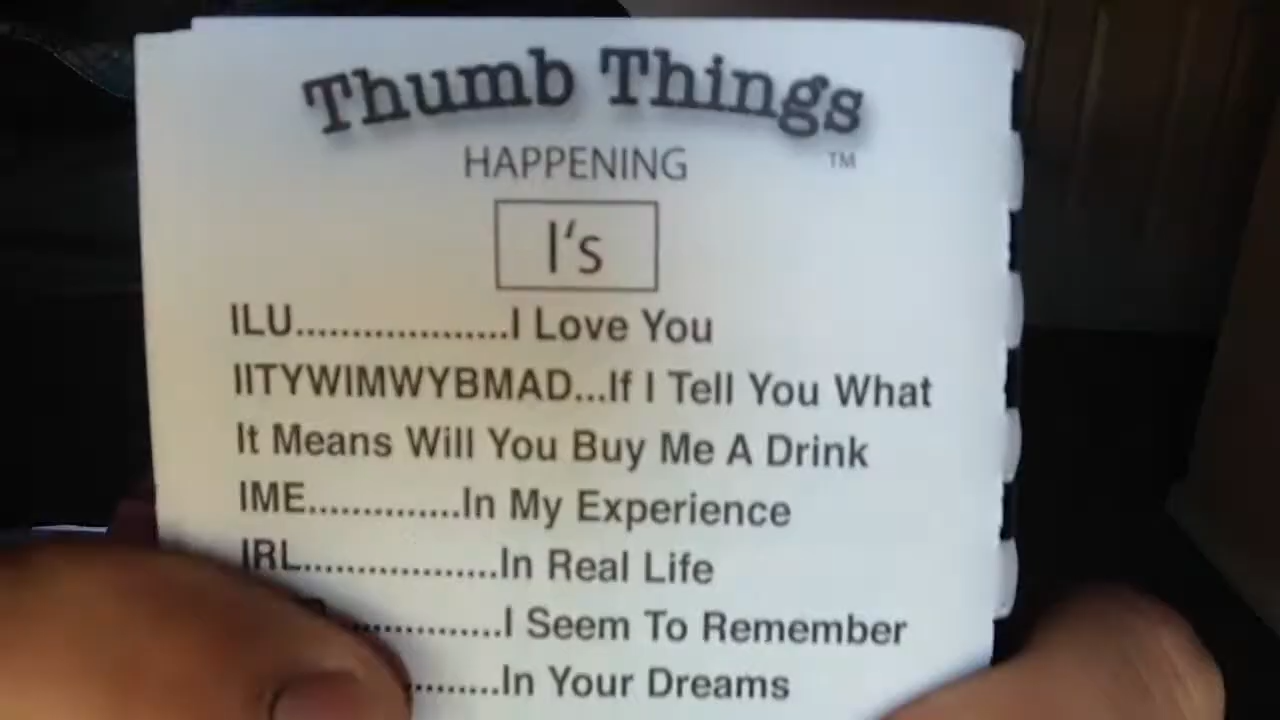 Thumb Things
HAPPENING
TM
I's
ILU...................I Love You
IITYWIMWYBMAD...If I Tell You What
It Means Will You Buy Me A Drink
IME..............In My Experience
IRL..................In Real Life
.............I Seem To Remember
.........In Your Dreams